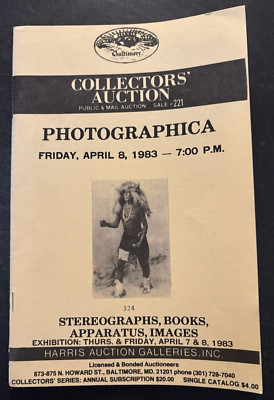 Baltimore
COLLECTORS'
AUCTION
PUBLIC & MAIL AUCTION SALE #221
PHOTOGRAPHICA
FRIDAY, APRIL 8, 1983 — 7:00 P.M.
324
STEREOGRAPHS, BOOKS,
APPARATUS, IMAGES
EXHIBITION: THURS. & FRIDAY, APRIL 7 & 8, 1983
HARRIS AUCTION GALLERIES, INC.
Licensed & Bonded Auctioneers
873-875 N. HOWARD ST., BALTIMORE, MD. 21201 phone (301) 728-7040
COLLECTORS' SERIES: ANNUAL SUBSCRIPTION $20.00 SINGLE CATALOG $4.00